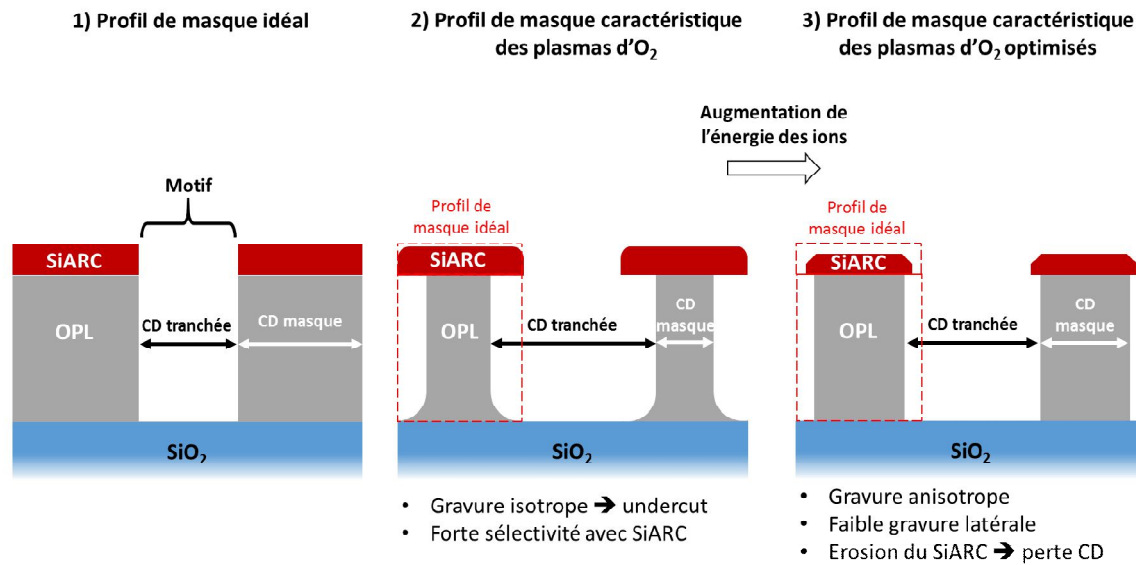 1) Profil de masque idéal
2) Profil de masque caractéristique
des plasmas d'O₂
3) Profil de masque caractéristique
des plasmas d'O₂ optimisés
Augmentation de
l'énergie des ions
Motif
SiARC
OPL
CD tranchée
CD masque
SiO₂
Profil de
masque idéal
SiARC
OPL
CD tranchée
CD
masque
SiO₂
Profil de
masque idéal
SiARC
OPL
CD tranchée
CD
masque
SiO₂
• Gravure isotrope ➔ undercut
• Forte sélectivité avec SiARC
• Gravure anisotrope
• Faible gravure latérale
• Erosion du SiARC ➔ perte CD